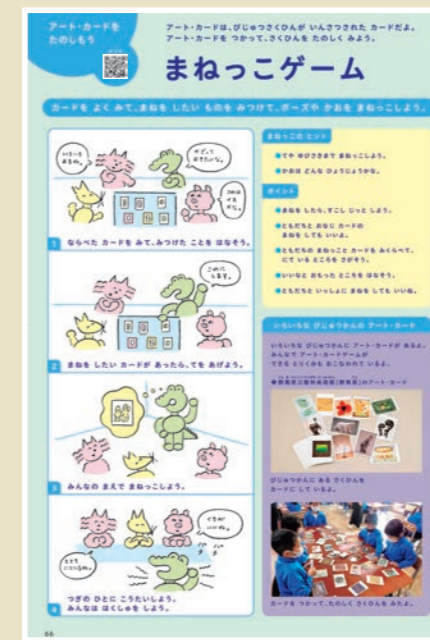 アート・カードを
たのしもう
アート・カードは、びじゅつさくひんが いんさつされた カードだよ。
アート・カードを つかって、さくひんを たのしく みよう。
まねっこゲーム
カードを よく みて、まねを したい ものを みつけて、ポーズや かおを まねっこしよう。
1 ならべた カードを みて、みつけた ことを はなそう。
これに
します。
2 まねを したい カードが あったら、てを あげよう。
3 みんなの まえで まねっこしよう。
とても
にているね。
くちが
いいね。
パチ
パチ
4 つぎの ひとに こうたいしよう。
みんなは はくしゅを しよう。
まねっこの ヒント
●てや ゆびさきまで まねっこしよう。
●かおは どんな ひょうじょうかな。
ポイント
●まねを したら、すこし じっと しよう。
●ともだちと おなじ カードの
まねを しても いいよ。
●ともだちの まねっこと カードを みくらべて、
にて いる ところを さがそう。
●いいなと おもった ところを はなそう。
●ともだちと いっしょに まねを しても いいね。
いろいろな びじゅつかんの アート・カード
いろいろな びじゅつかんに アート・カードが あるよ。
みんなで アート・カードゲームが
できる とりくみも おこなわれて いるよ。
びじゅつかんに ある さくひんを
カードに して いるよ。
カードを つかって、たのしく さくひんを みたよ。
66